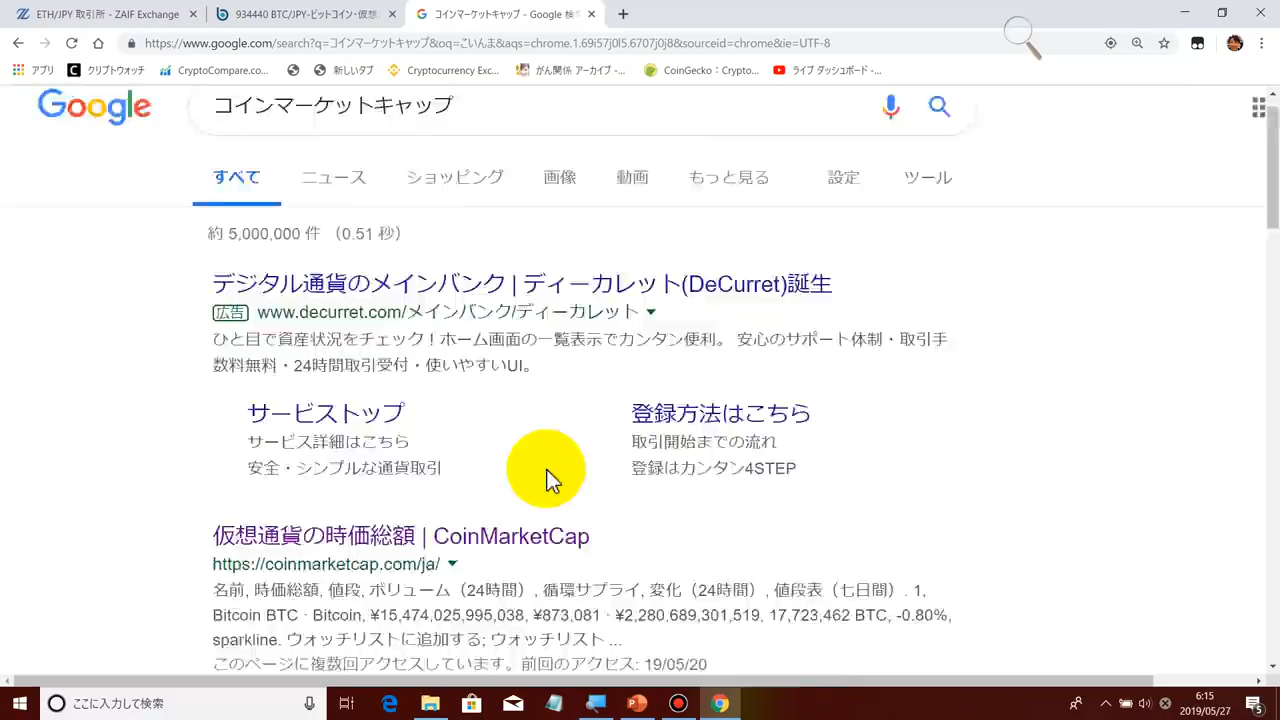 ETH/JPY 取引所 - ZAIF Exchange
934440 BTC/JPY-ビットコイン・仮想
コインマーケットキャップ - Google 検索
https://www.google.com/search?q=コインマーケットキャップ&oq=こいんま&aqs=chrome.1.69i57j0l5.6707j0j8&sourceid=chrome&ie=UTF-8
アプリ
クリプトウォッチ
CryptoCompare.co...
新しいタブ
Cryptocurrency Exc...
がん関係 アーカイブ -...
CoinGecko：Crypto...
ライブ ダッシュボード -...
Google
コインマーケットキャップ
すべて
ニュース
ショッピング
画像
動画
もっと見る
設定
ツール
約 5,000,000 件 （0.51 秒）
デジタル通貨のメインバンク | ディーカレット(DeCurret)誕生
広告 www.decurret.com/メインバンク/ディーカレット
ひと目で資産状況をチェック！ホーム画面の一覧表示でカンタン便利。 安心のサポート体制・取引手
数料無料・24時間取引受付・使いやすいUI。
サービストップ
サービス詳細はこちら
安全・シンプルな通貨取引
登録方法はこちら
取引開始までの流れ
登録はカンタン4STEP
仮想通貨の時価総額 | CoinMarketCap
https://coinmarketcap.com/ja/
名前, 時価総額, 値段, ボリューム（24時間）, 循環サプライ, 変化（24時間）, 値段表（七日間）. 1,
Bitcoin BTC · Bitcoin, ¥15,474,025,995,038, ¥873,081 · ¥2,280,689,301,519, 17,723,462 BTC, -0.80%,
sparkline. ウォッチリストに追加する; ウォッチリスト ...
このページに複数回アクセスしています。前回のアクセス: 19/05/20
ここに入力して検索
6:15
2019/05/27
5